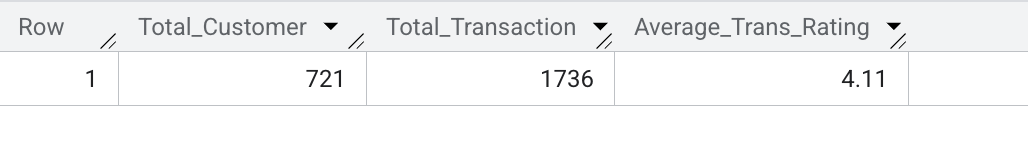 Row Total_Customer Total_Transaction Average_Trans_Rating
1 721 1736 4.11